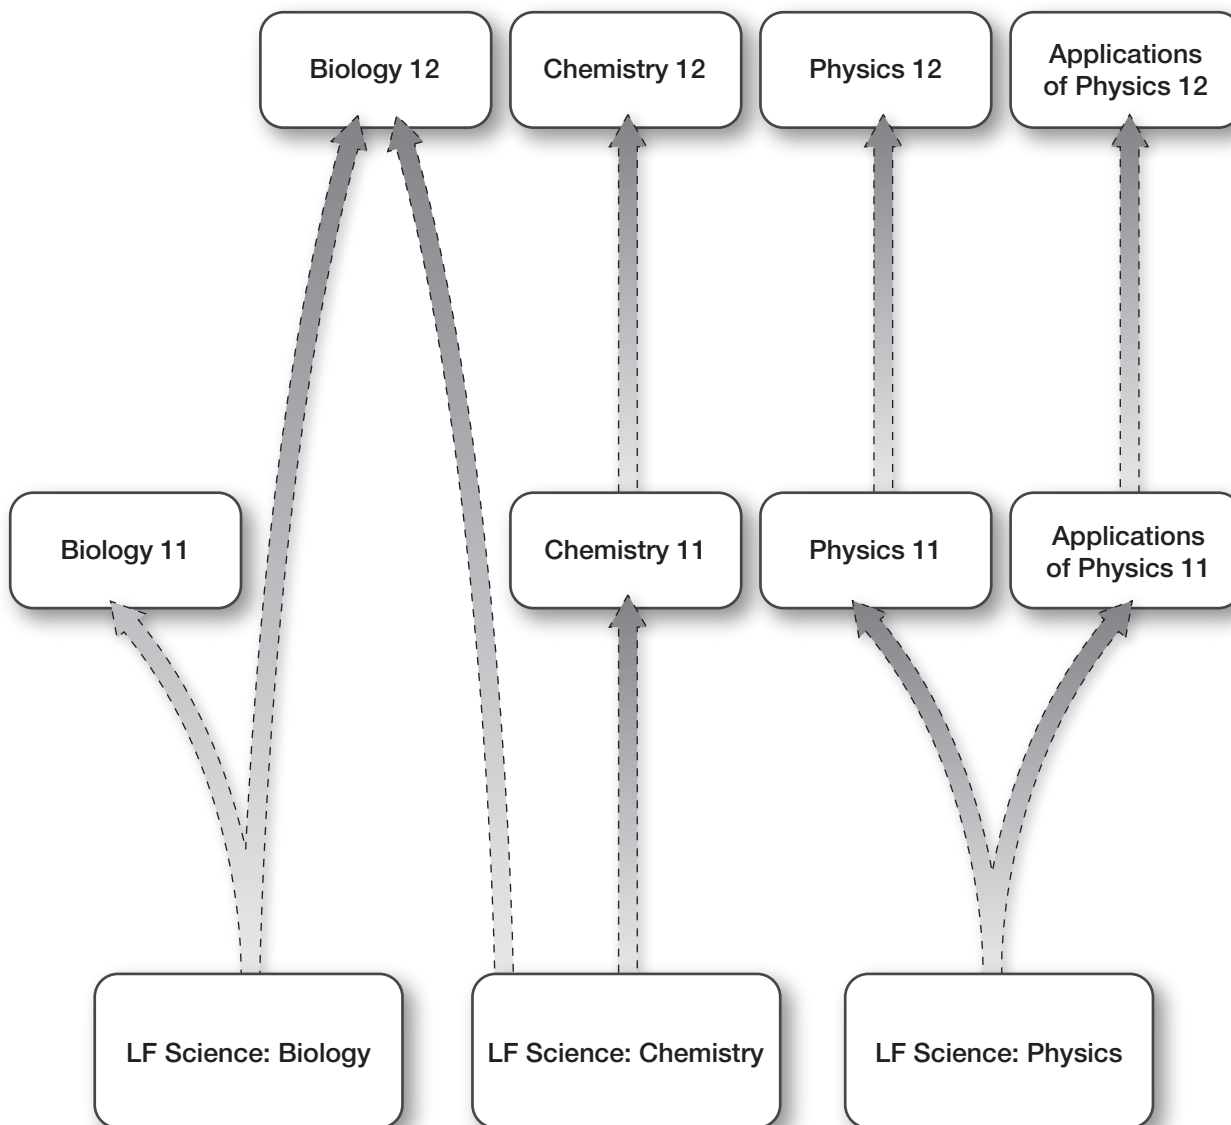 Biology 12
Chemistry 12
Physics 12
Applications
of Physics 12
Biology 11
Chemistry 11
Physics 11
Applications
of Physics 11
LF Science: Biology
LF Science: Chemistry
LF Science: Physics